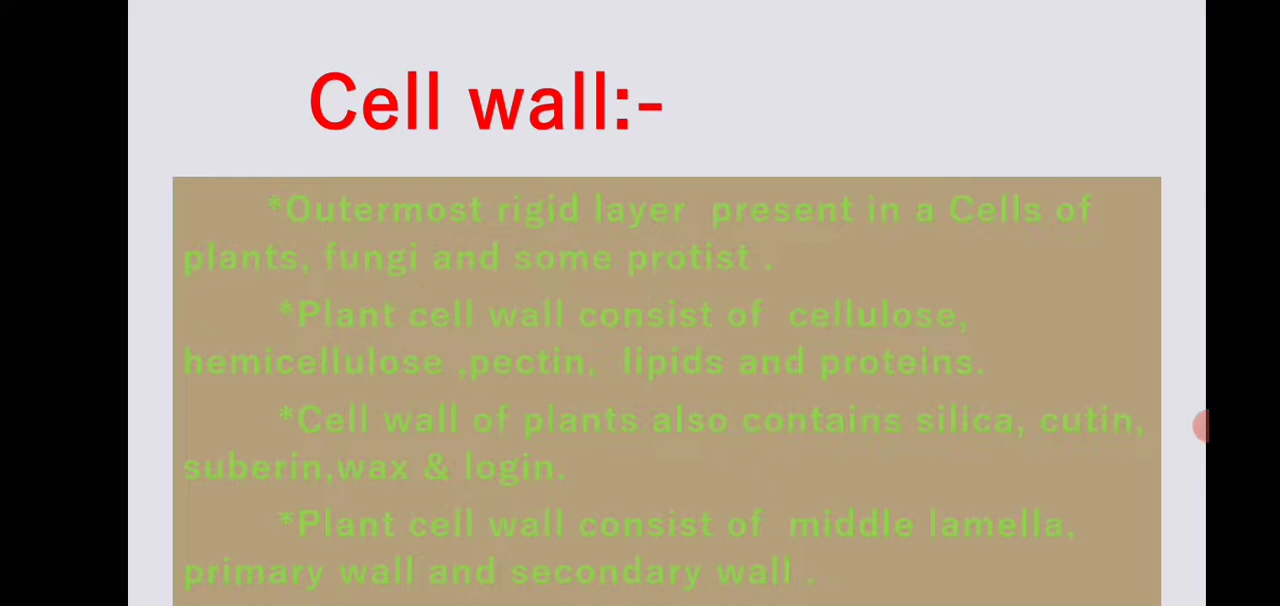 Cell wall:-
*Outermost rigid layer present in a Cells of
plants, fungi and some protist .
*Plant cell wall consist of cellulose,
hemicellulose ,pectin, lipids and proteins.
*Cell wall of plants also contains silica, cutin,
suberin,wax & login.
*Plant cell wall consist of middle lamella,
primary wall and secondary wall .